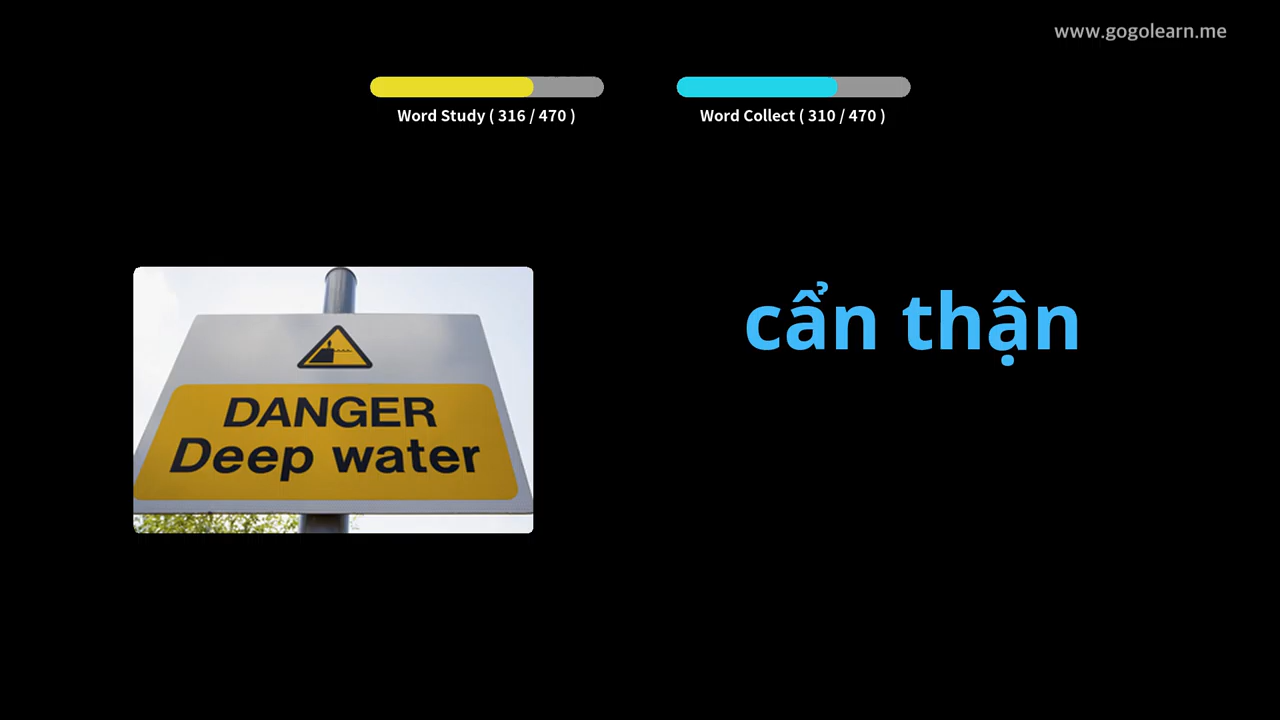 www.gogolearn.me
Word Study ( 316 / 470 )
Word Collect ( 310 / 470 )
cẩn thận
DANGER
Deep water